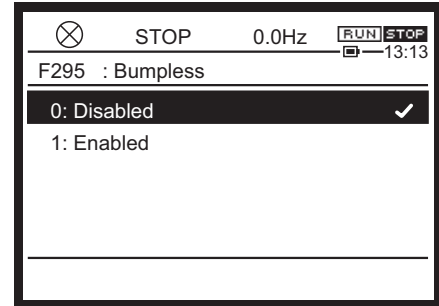 STOP 0.0Hz RUN STOP
13:13
F295 : Bumpless
0: Disabled
1: Enabled